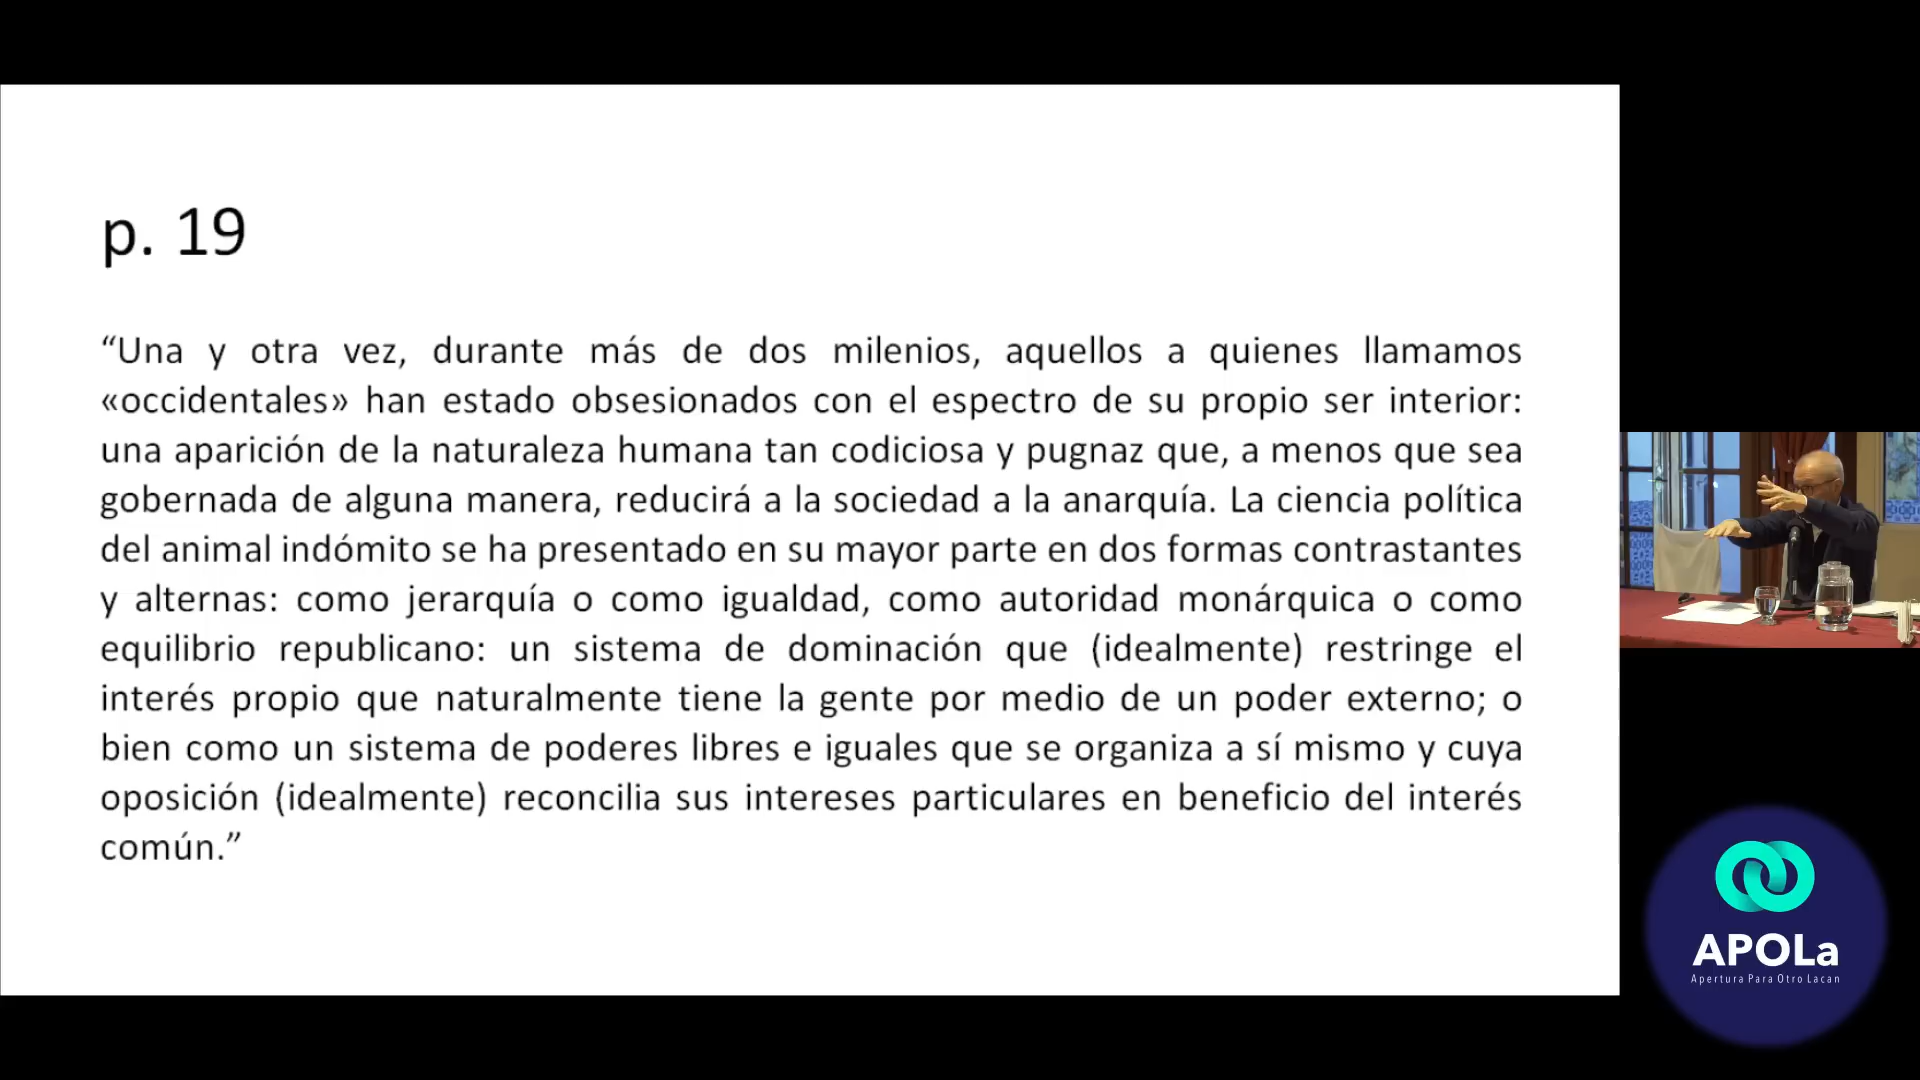 p. 19
“Una y otra vez, durante más de dos milenios, aquellos a quienes llamamos
«occidentales» han estado obsesionados con el espectro de su propio ser interior:
una aparición de la naturaleza humana tan codiciosa y pugnaz que, a menos que sea
gobernada de alguna manera, reducirá a la sociedad a la anarquía. La ciencia política
del animal indómito se ha presentado en su mayor parte en dos formas contrastantes
y alternas: como jerarquía o como igualdad, como autoridad monárquica o como
equilibrio republicano: un sistema de dominación que (idealmente) restringe el
interés propio que naturalmente tiene la gente por medio de un poder externo; o
bien como un sistema de poderes libres e iguales que se organiza a sí mismo y cuya
oposición (idealmente) reconcilia sus intereses particulares en beneficio del interés
común.”
APOLa
Apertura Para Otro Lacan